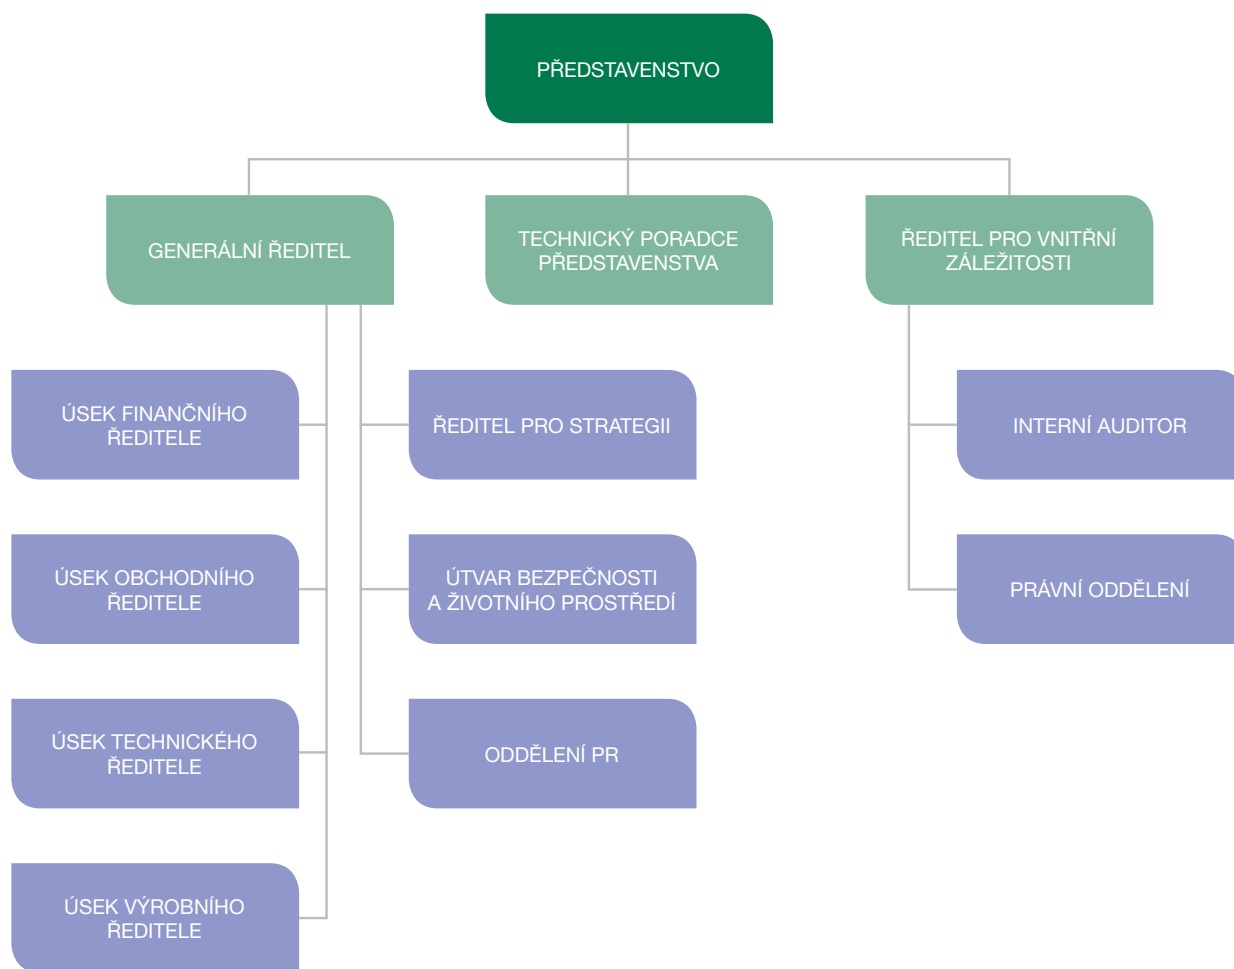 PŘEDSTAVENSTVO
GENERÁLNÍ ŘEDITEL
TECHNICKÝ PORADCE
PŘEDSTAVENSTVA
ŘEDITEL PRO VNITŘNÍ
ZÁLEŽITOSTI
ÚSEK FINANČNÍHO
ŘEDITELE
ŘEDITEL PRO STRATEGII
INTERNÍ AUDITOR
ÚSEK OBCHODNÍHO
ŘEDITELE
ÚTVAR BEZPEČNOSTI
A ŽIVOTNÍHO PROSTŘEDÍ
PRÁVNÍ ODDĚLENÍ
ÚSEK TECHNICKÉHO
ŘEDITELE
ODDĚLENÍ PR
ÚSEK VÝROBNÍHO
ŘEDITELE